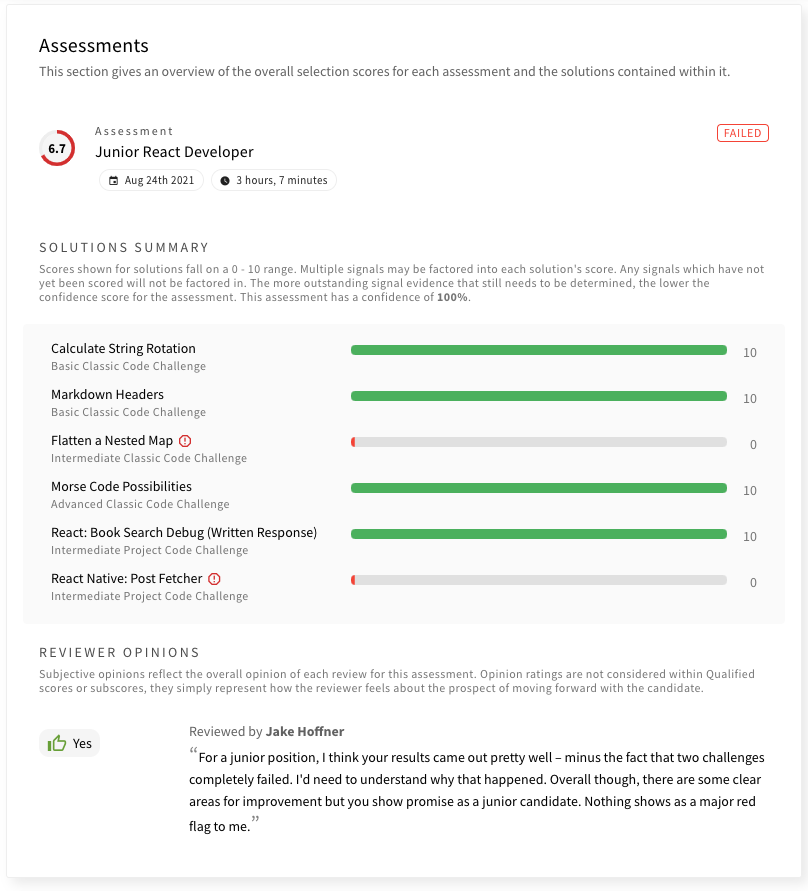 Assessments
This section gives an overview of the overall selection scores for each assessment and the solutions contained within it.
6.7
Assessment
FAILED
Junior React Developer
Aug 24th 2021
3 hours, 7 minutes
SOLUTIONS SUMMARY
Scores shown for solutions fall on a 0 - 10 range. Multiple signals may be factored into each solution's score. Any signals which have not
yet been scored will not be factored in. The more outstanding signal evidence that still needs to be determined, the lower the
confidence score for the assessment. This assessment has a confidence of 100%.
Calculate String Rotation
Basic Classic Code Challenge
10
Markdown Headers
Basic Classic Code Challenge
10
Flatten a Nested Map
Intermediate Classic Code Challenge
0
Morse Code Possibilities
Advanced Classic Code Challenge
10
React: Book Search Debug (Written Response)
Intermediate Project Code Challenge
10
React Native: Post Fetcher
Intermediate Project Code Challenge
0
REVIEWER OPINIONS
Subjective opinions reflect the overall opinion of each review for this assessment. Opinion ratings are not considered within Qualified
scores or subscores, they simply represent how the reviewer feels about the prospect of moving forward with the candidate.
Yes
Reviewed by Jake Hoffner
“For a junior position, I think your results came out pretty well – minus the fact that two challenges
completely failed. I'd need to understand why that happened. Overall though, there are some clear
areas for improvement but you show promise as a junior candidate. Nothing shows as a major red
flag to me.”